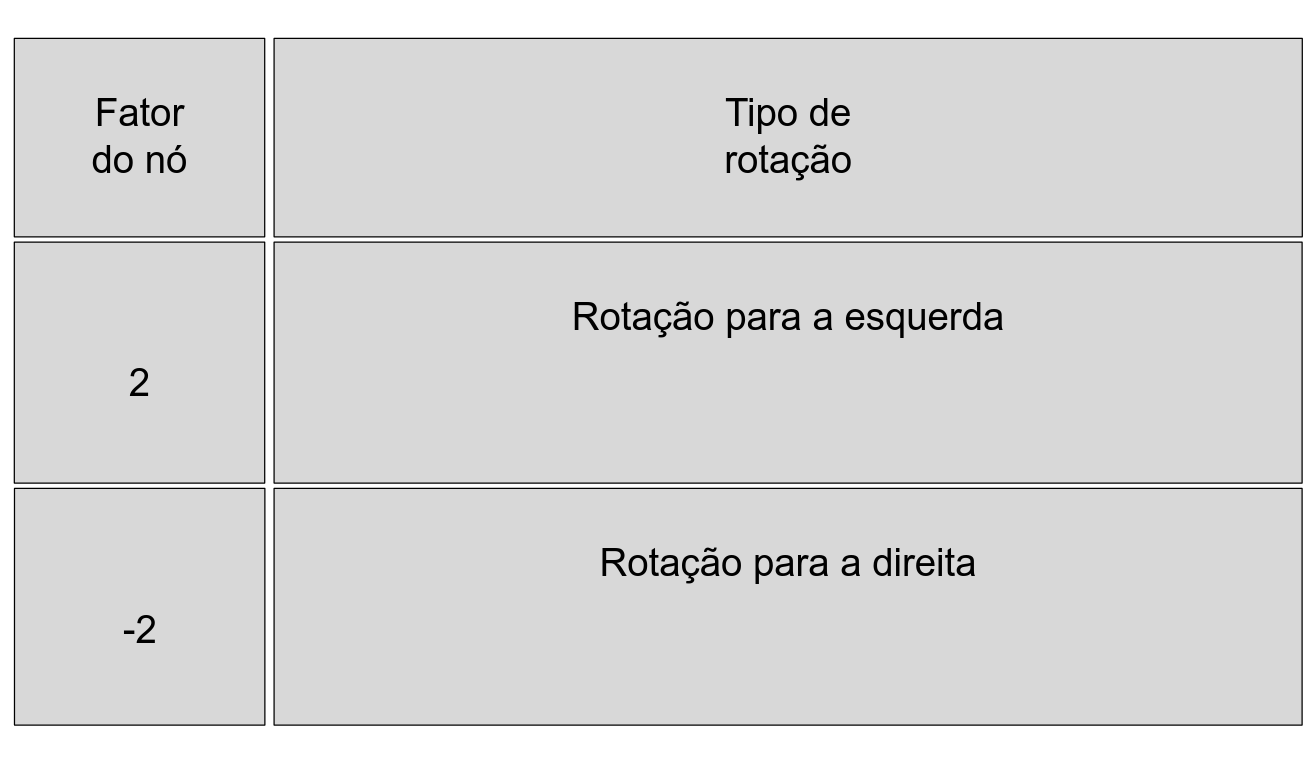 Fator
do nó
Tipo de
rotação
2
Rotação para a esquerda
-2
Rotação para a direita